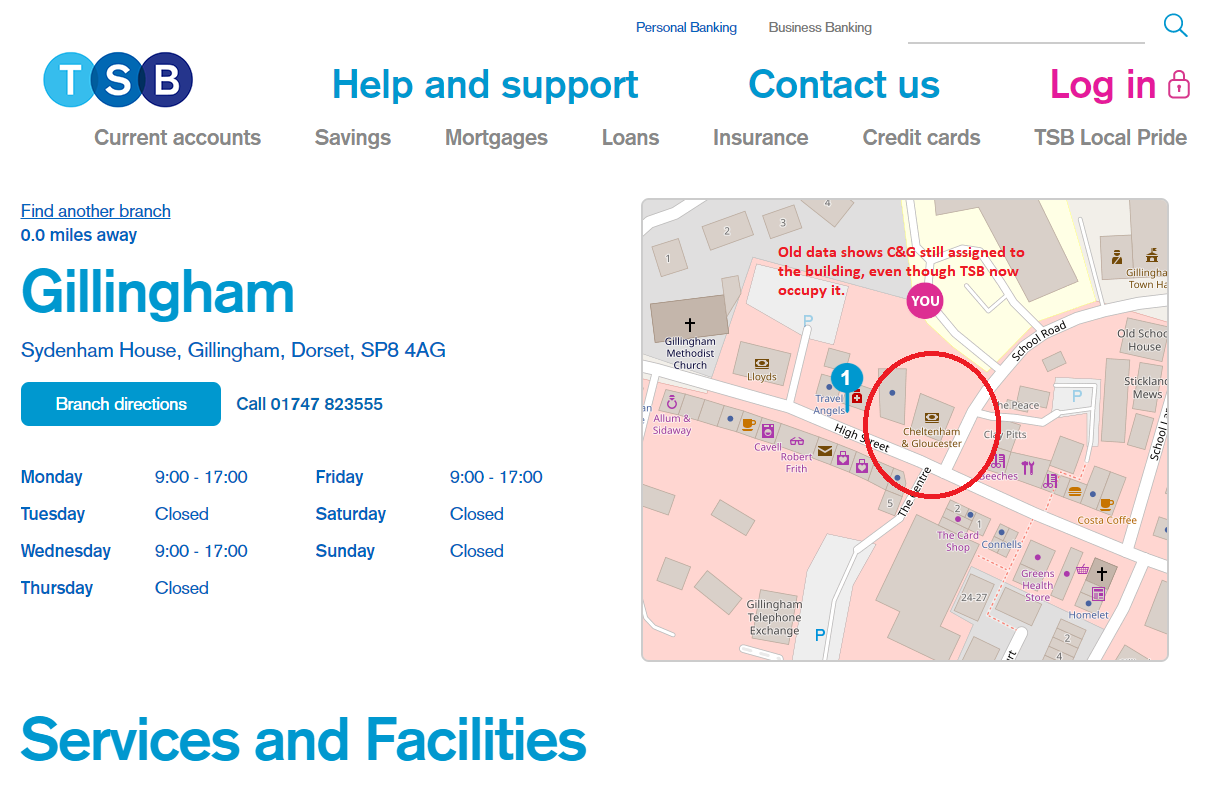 Personal Banking
Business Banking
TSB
Help and support
Contact us
Log in
Current accounts
Savings
Mortgages
Loans
Insurance
Credit cards
TSB Local Pride
Find another branch
0.0 miles away
Gillingham
Sydenham House, Gillingham, Dorset, SP8 4AG
Branch directions
Call 01747 823555
Monday 9:00 - 17:00
Tuesday Closed
Wednesday 9:00 - 17:00
Thursday Closed
Friday 9:00 - 17:00
Saturday Closed
Sunday Closed
4
3
2
1
Old data shows C&G still assigned to
the building, even though TSB now
occupy it.
YOU
Gillingha
Town Ha
P
School Road
Old Schoo
House
Gillingham
Methodist
Church
Lloyds
1
Travel
Angels
Stickland
Mews
P
The Peace
an
Allum &
Sidaway
High Street
Cheltenham
& Gloucester
Clay Pitts
School La
Cavell
Robert
Frith
Beeches
The Centre
5
2
1
Costa Coffee
The Card
Shop
Connells
Greens
Health
Store
24-27
Homelet
Gillingham
Telephone
Exchange
P
2
4
rt
Services and Facilities